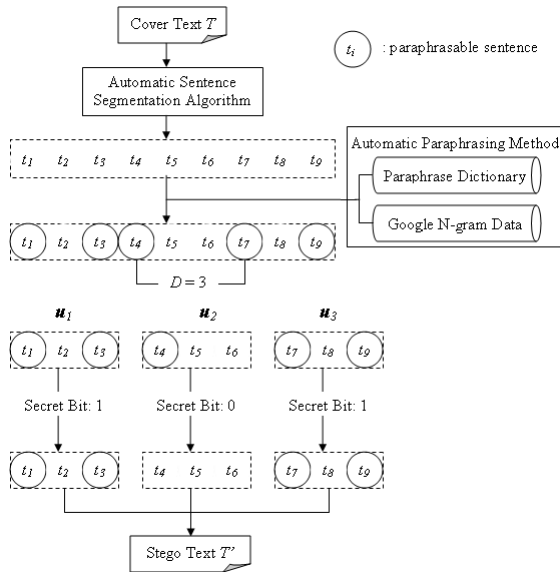 Cover Text T
t_i : paraphrasable sentence
Automatic Sentence
Segmentation Algorithm
t1 t2 t3 t4 t5 t6 t7 t8 t9
Automatic Paraphrasing Method
Paraphrase Dictionary
Google N-gram Data
t1 t2 t3 t4 t5 t6 t7 t8 t9
D = 3
u1 u2 u3
t1 t2 t3 t4 t5 t6 t7 t8 t9
Secret Bit: 1 Secret Bit: 0 Secret Bit: 1
t1 t2 t3 t4 t5 t6 t7 t8 t9
Stego Text T'